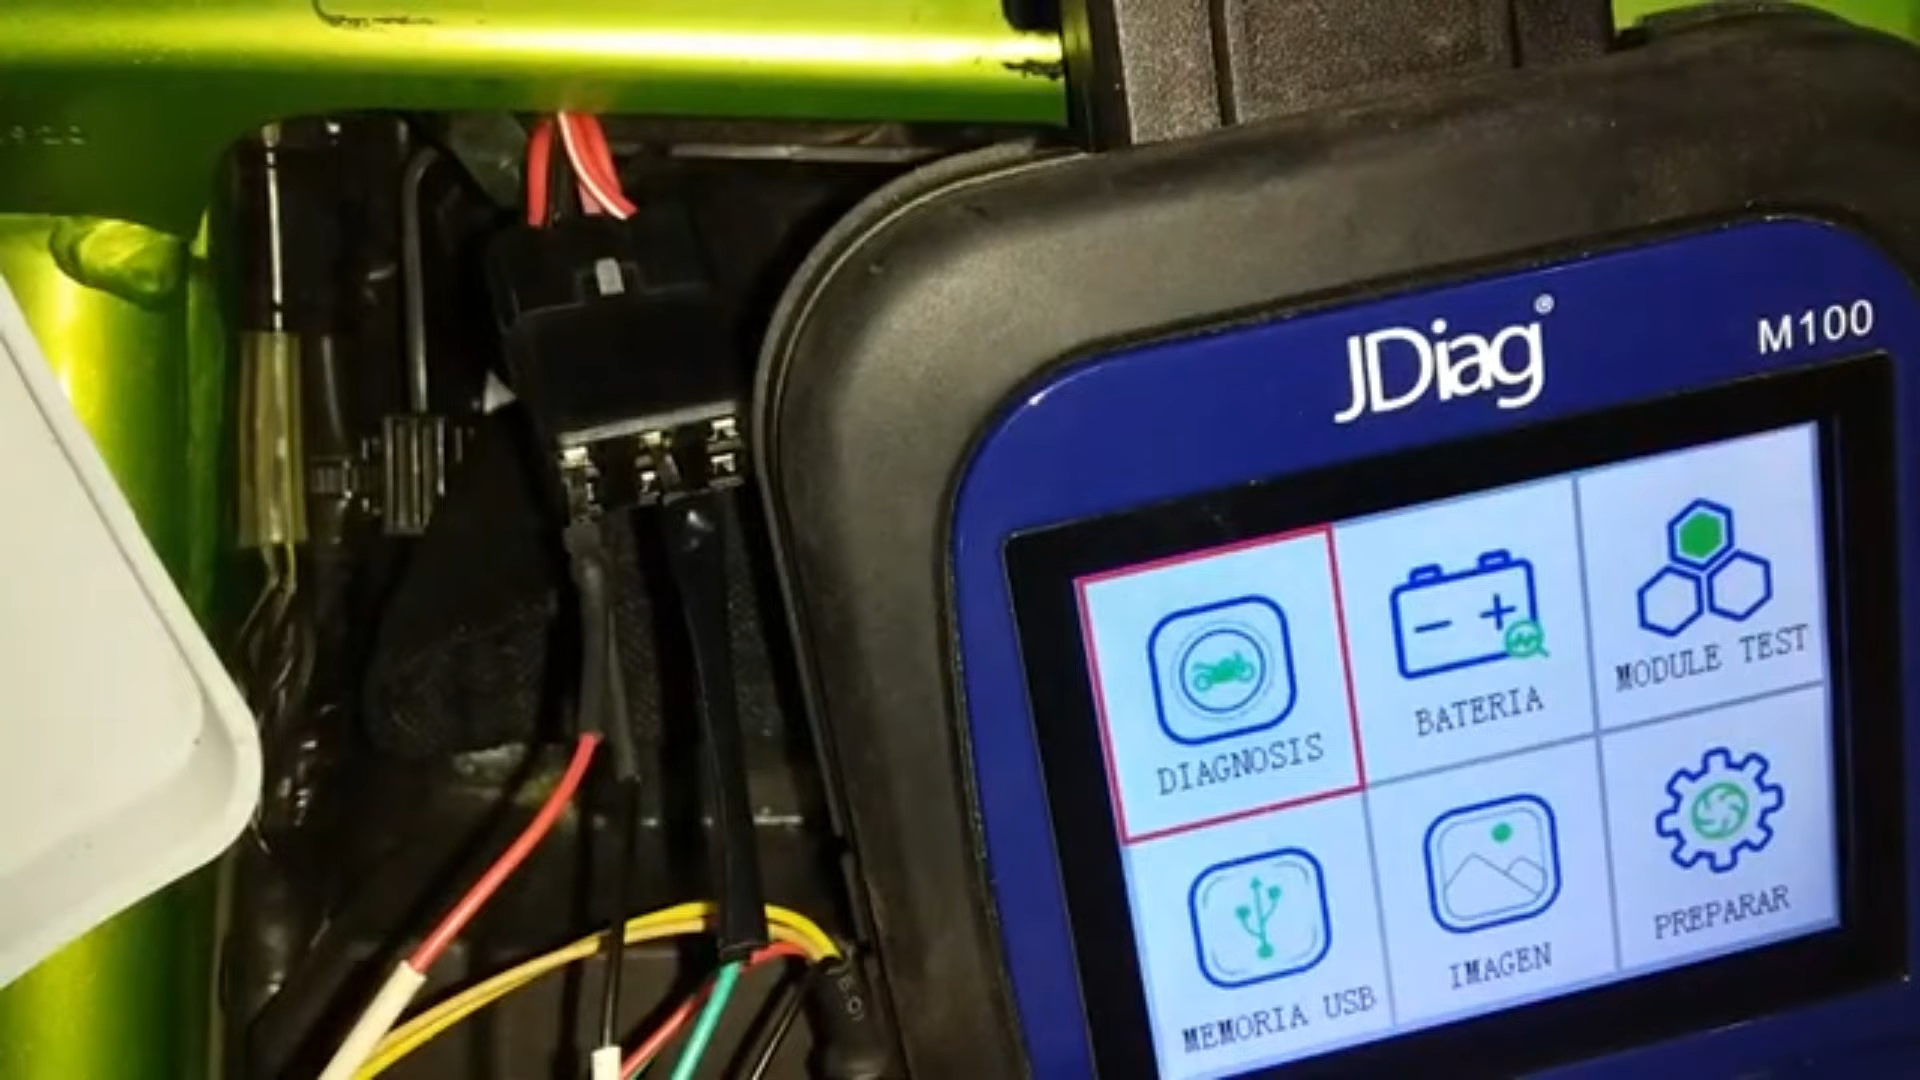 JDiag®
M100
DIAGNOSIS
BATERIA
MODULE TEST
MEMORIA USB
IMAGEN
PREPARAR